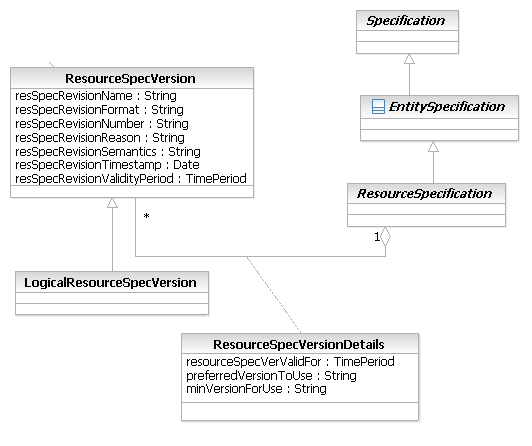 Specification
ResourceSpecVersion
resSpecRevisionName : String
resSpecRevisionFormat : String
resSpecRevisionNumber : String
resSpecRevisionReason : String
resSpecRevisionSemantics : String
resSpecRevisionTimestamp : Date
resSpecRevisionValidityPeriod : TimePeriod
EntitySpecification
ResourceSpecification
*
1
LogicalResourceSpecVersion
ResourceSpecVersionDetails
resourceSpecVerValidFor : TimePeriod
preferredVersionToUse : String
minVersionForUse : String